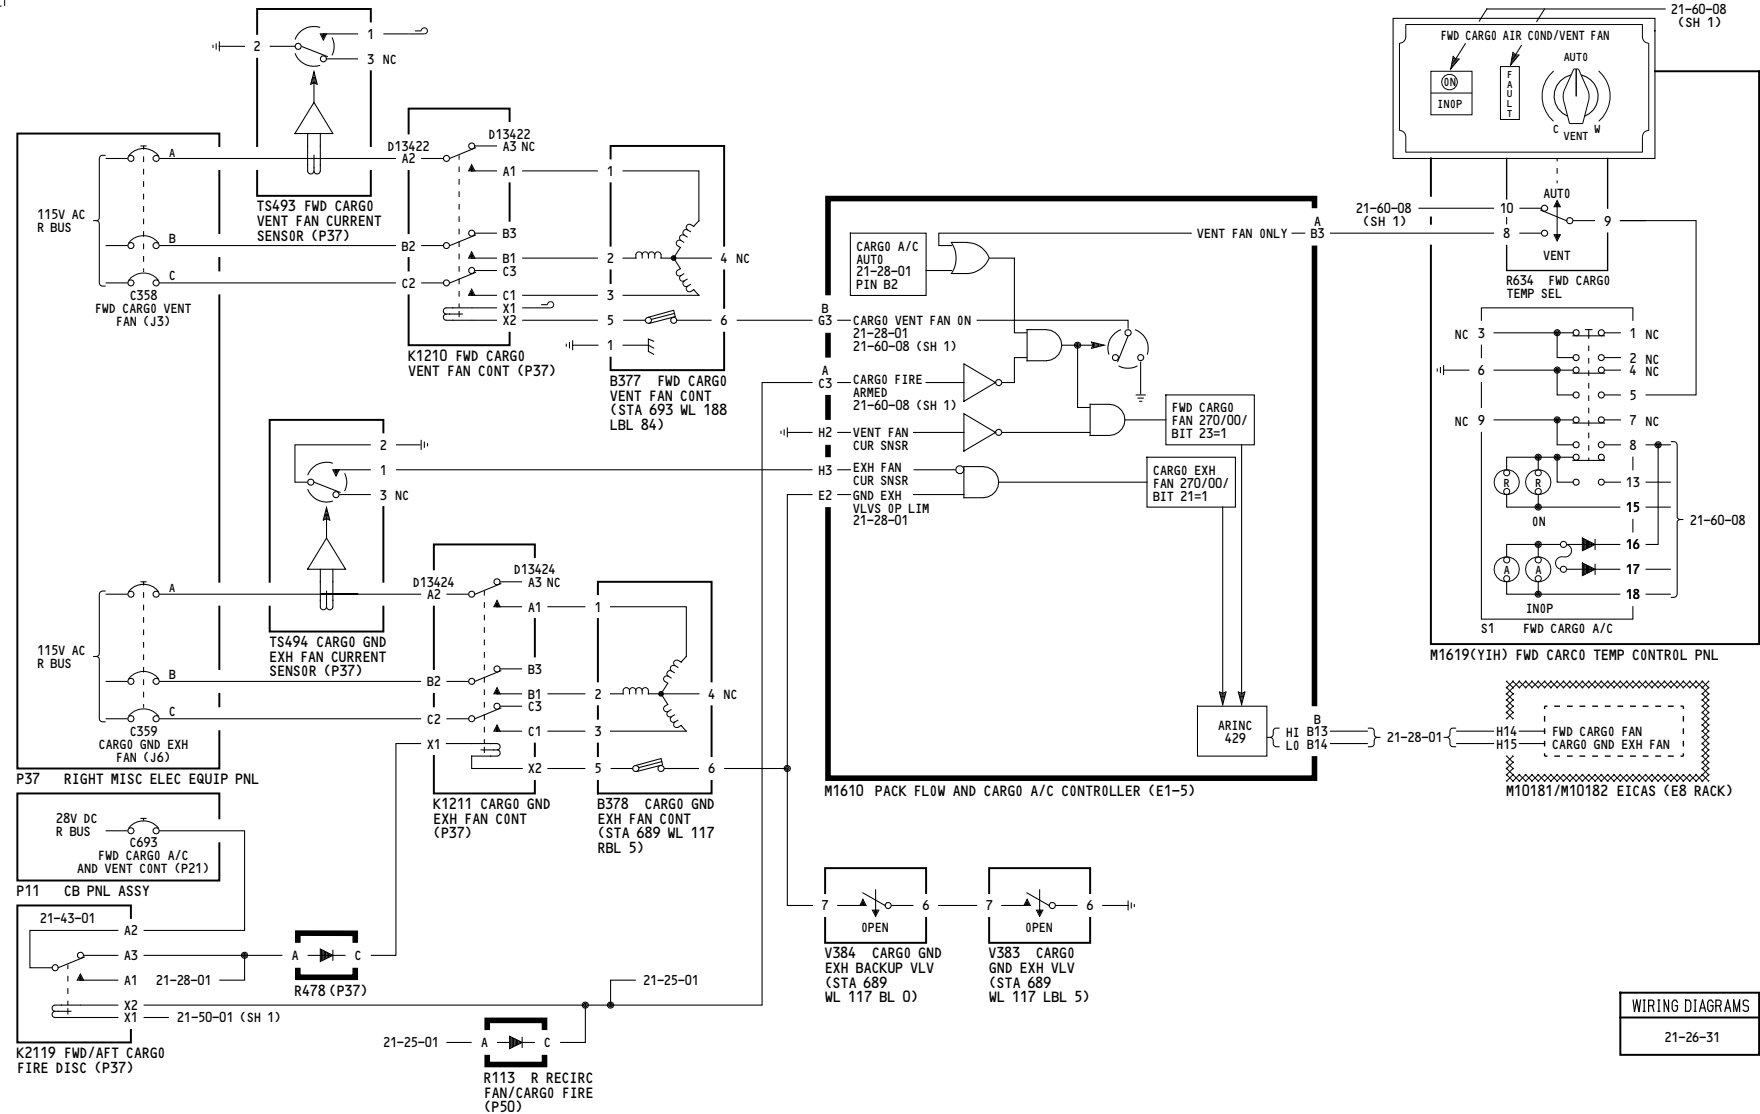 21-60-08
(SH 1)
FWD CARGO AIR COND/VENT FAN
AUTO
ON
INOP
FAULT
C
VENT
W
2
1
3 NC
TS493 FWD CARGO
VENT FAN CURRENT
SENSOR (P37)
115V AC
R BUS
A
B
C
C358
FWD CARGO VENT
FAN (J3)
D13422
A2
D13422
A3 NC
A1
B3
B2
B1
C3
C2
C1
X1
X2
K1210 FWD CARGO
VENT FAN CONT (P37)
1
2
3
4 NC
5
6
1
B377 FWD CARGO
VENT FAN CONT
(STA 693 WL 188
LBL 84)
CARGO A/C
AUTO
21-28-01
PIN B2
VENT FAN ONLY
A
B3
B
G3
CARGO VENT FAN ON
21-28-01
21-60-08 (SH 1)
A
C3
CARGO FIRE
ARMED
21-60-08 (SH 1)
H2
VENT FAN
CUR SNSR
H3
EXH FAN
CUR SNSR
E2
GND EXH
VLVS OP LIM
21-28-01
FWD CARGO
FAN 270/00/
BIT 23=1
CARGO EXH
FAN 270/00/
BIT 21=1
ARINC
429
B
HI B13
LO B14
21-28-01
M1610 PACK FLOW AND CARGO A/C CONTROLLER (E1-5)
21-60-08
(SH 1)
10
8
AUTO
9
VENT
R634 FWD CARGO
TEMP SEL
NC 3
1 NC
2 NC
6
4 NC
5
NC 9
7 NC
8
R
R
13
15
ON
21-60-08
16
A
A
17
18
INOP
S1 FWD CARGO A/C
M1619(YIH) FWD CARCO TEMP CONTROL PNL
H14
FWD CARGO FAN
H15
CARGO GND EXH FAN
M10181/M10182 EICAS (E8 RACK)
2
1
3 NC
TS494 CARGO GND
EXH FAN CURRENT
SENSOR (P37)
115V AC
R BUS
A
B
C
C359
CARGO GND EXH
FAN (J6)
P37 RIGHT MISC ELEC EQUIP PNL
D13424
A2
D13424
A3 NC
A1
B3
B2
B1
C3
C2
C1
X1
X2
K1211 CARGO GND
EXH FAN CONT
(P37)
1
2
3
4 NC
5
6
B378 CARGO GND
EXH FAN CONT
(STA 689 WL 117
RBL 5)
28V DC
R BUS
C693
FWD CARGO A/C
AND VENT CONT (P21)
P11 CB PNL ASSY
21-43-01
A2
A3
A1
21-28-01
X2
X1
21-50-01 (SH 1)
K2119 FWD/AFT CARGO
FIRE DISC (P37)
A
C
R478 (P37)
21-25-01
21-25-01
A
C
R113 R RECIRC
FAN/CARGO FIRE
(P50)
7
6
OPEN
V384 CARGO GND
EXH BACKUP VLV
(STA 689
WL 117 BL 0)
7
6
OPEN
V383 CARGO
GND EXH VLV
(STA 689
WL 117 LBL 5)
WIRING DIAGRAMS
21-26-31